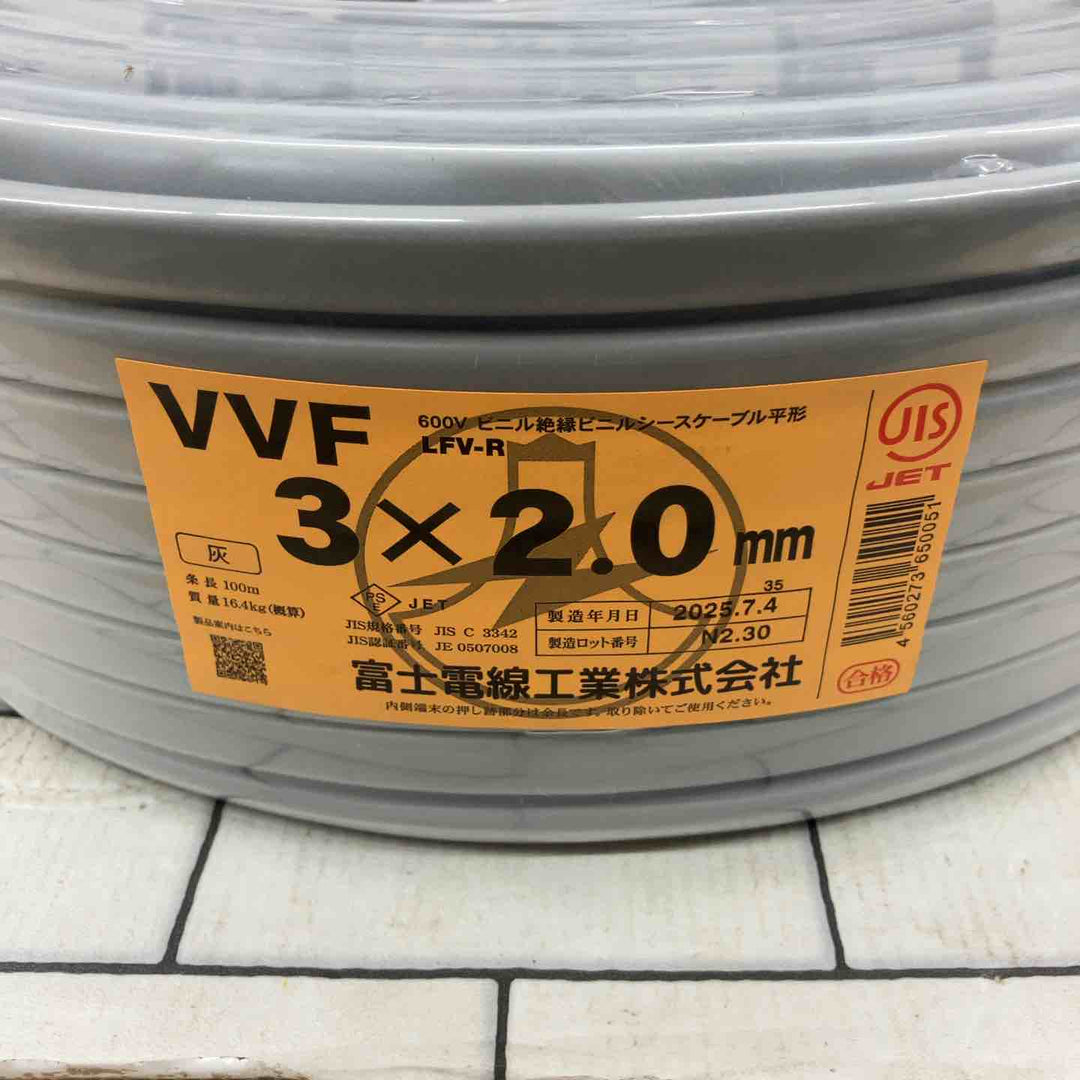 VVF
600V ビニル絶縁ビニルシースケーブル平形
LFV-R
3×2.0mm
灰
条長 100m
質量 16.4kg(概算)
製品案内はこちら
PS E JET
JIS規格番号 JIS C 3342
JIS認証番号 JE 0507008
35
製造年月日 2025.7.4
製造ロット番号 N2.30
富士電線工業株式会社
内側端末の押し跡部分は余長です。取り除いてご使用ください。
JIS
JET
4 560273 650051
合格